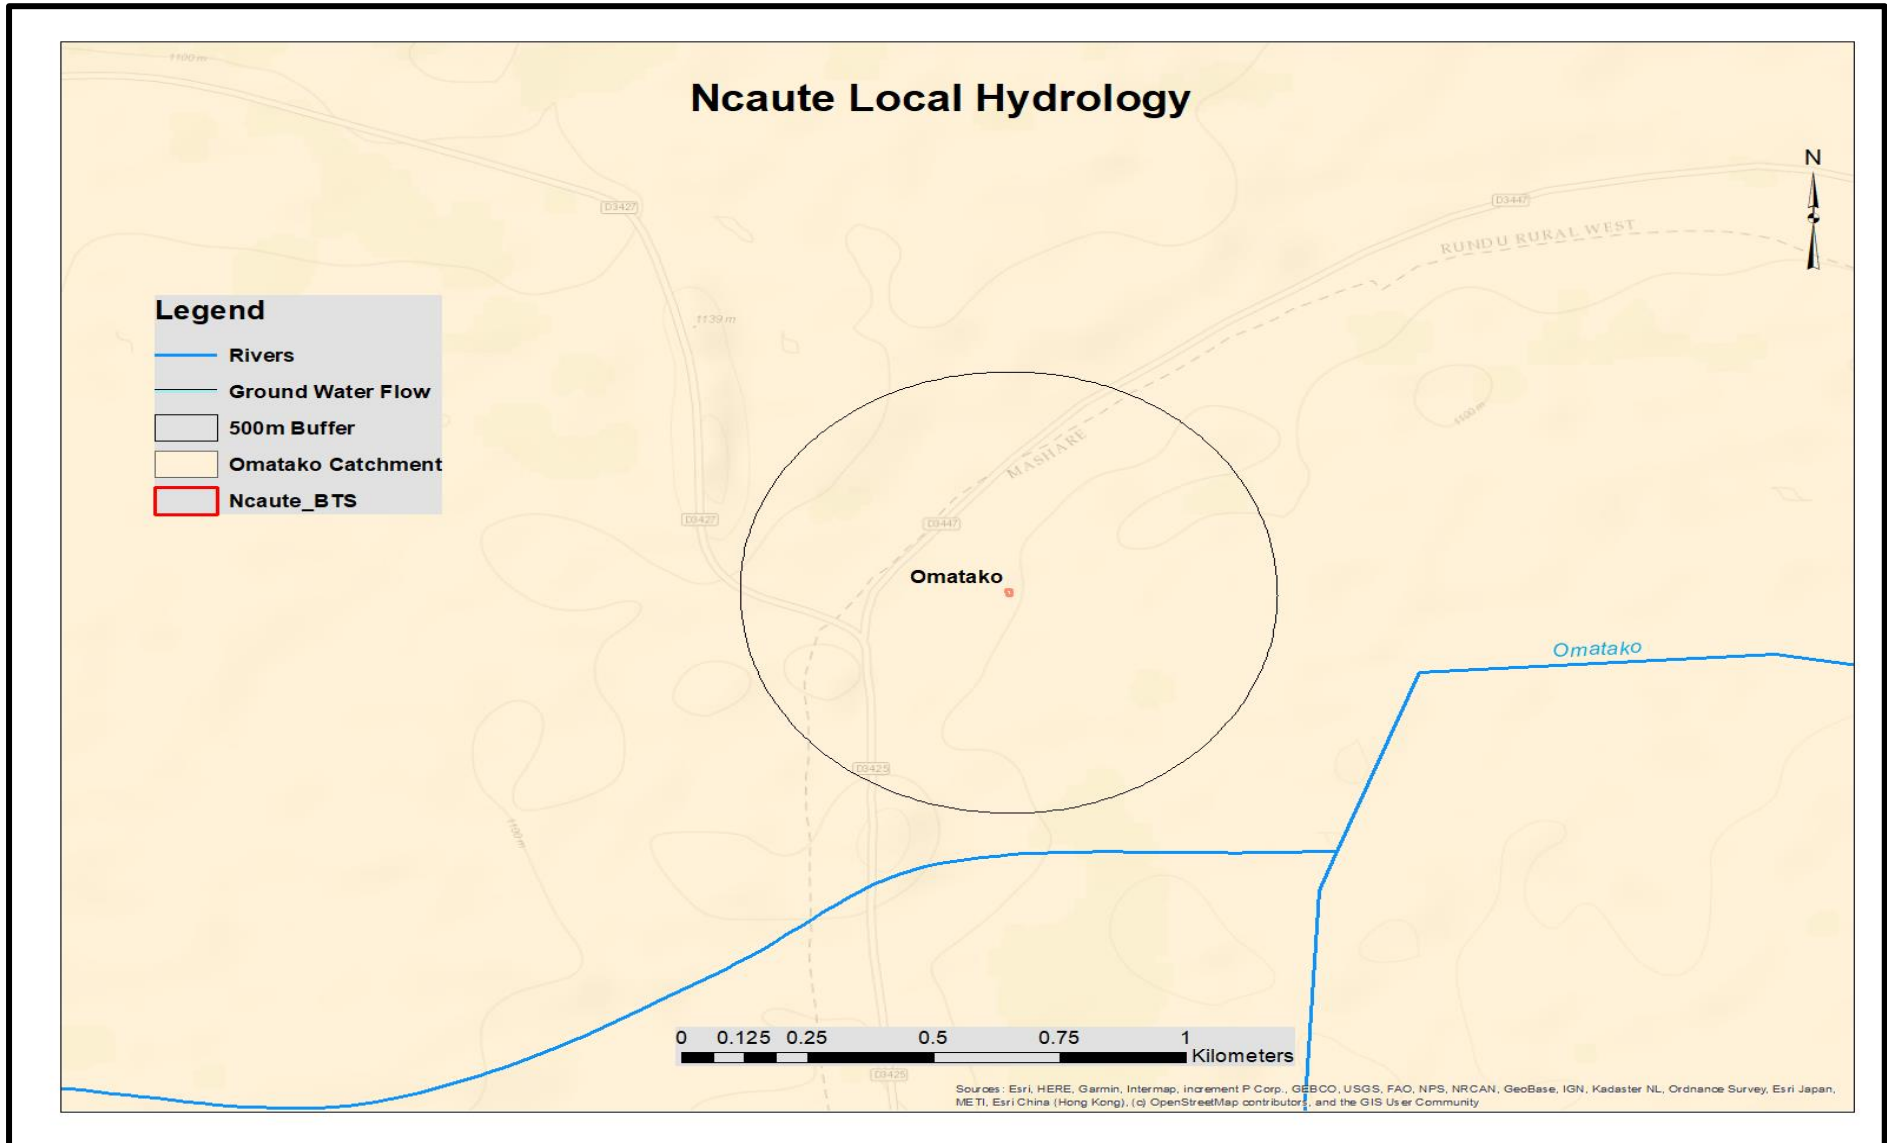 1100 m
Ncaute Local Hydrology
N
D3427
D3447
RUNDU RURAL WEST
Legend
Rivers
Ground Water Flow
500m Buffer
Omatako Catchment
Ncaute_BTS
1139 m
1100 m
MASHARE
D3427
D3447
Omatako
Omatako
D3425
1100 m
0 0.125 0.25 0.5 0.75 1
Kilometers
D3425
Sources: Esri, HERE, Garmin, Intermap, increment P Corp., GEBCO, USGS, FAO, NPS, NRCAN, GeoBase, IGN, Kadaster NL, Ordnance Survey, Esri Japan,
METI, Esri China (Hong Kong), (c) OpenStreetMap contributors, and the GIS User Community